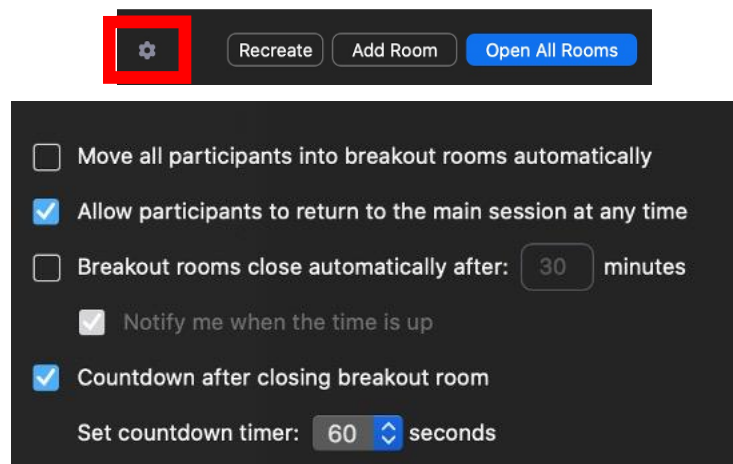 Recreate Add Room Open All Rooms
Move all participants into breakout rooms automatically
Allow participants to return to the main session at any time
Breakout rooms close automatically after: 30 minutes
Notify me when the time is up
Countdown after closing breakout room
Set countdown timer: 60 seconds